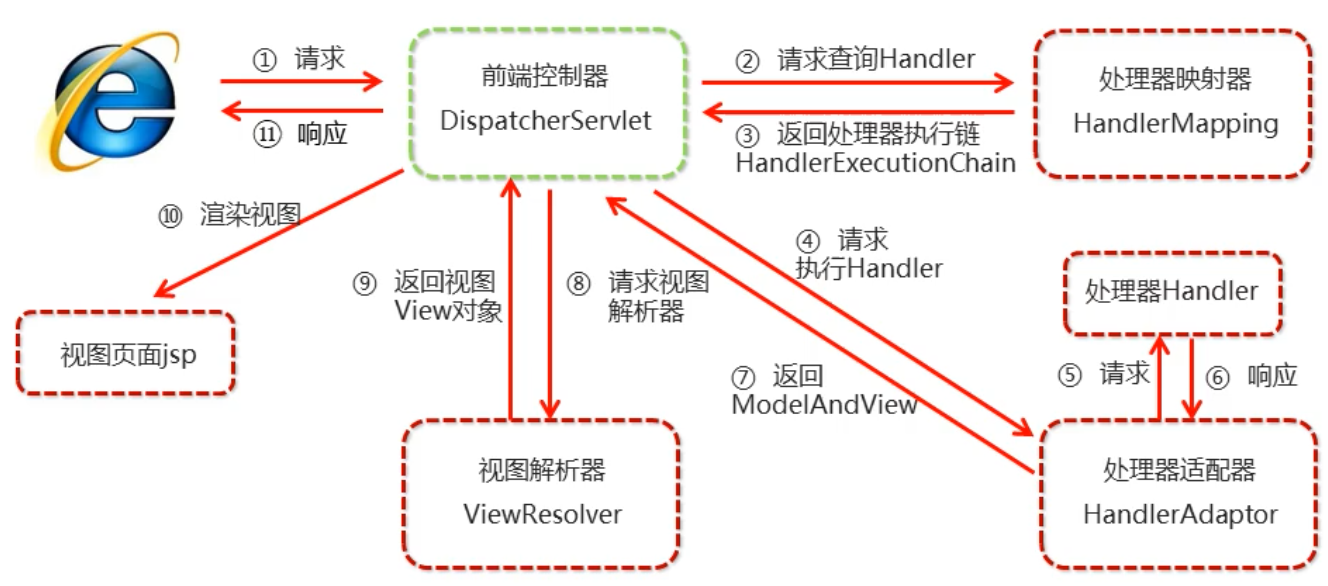 ① 请求
⑪ 响应
前端控制器
DispatcherServlet
② 请求查询Handler
③ 返回处理器执行链
HandlerExecutionChain
处理器映射器
HandlerMapping
⑩ 渲染视图
⑨ 返回视图
View对象
⑧ 请求视图
解析器
④ 请求
执行Handler
处理器Handler
视图页面jsp
⑦ 返回
ModelAndView
⑤ 请求
⑥ 响应
视图解析器
ViewResolver
处理器适配器
HandlerAdaptor